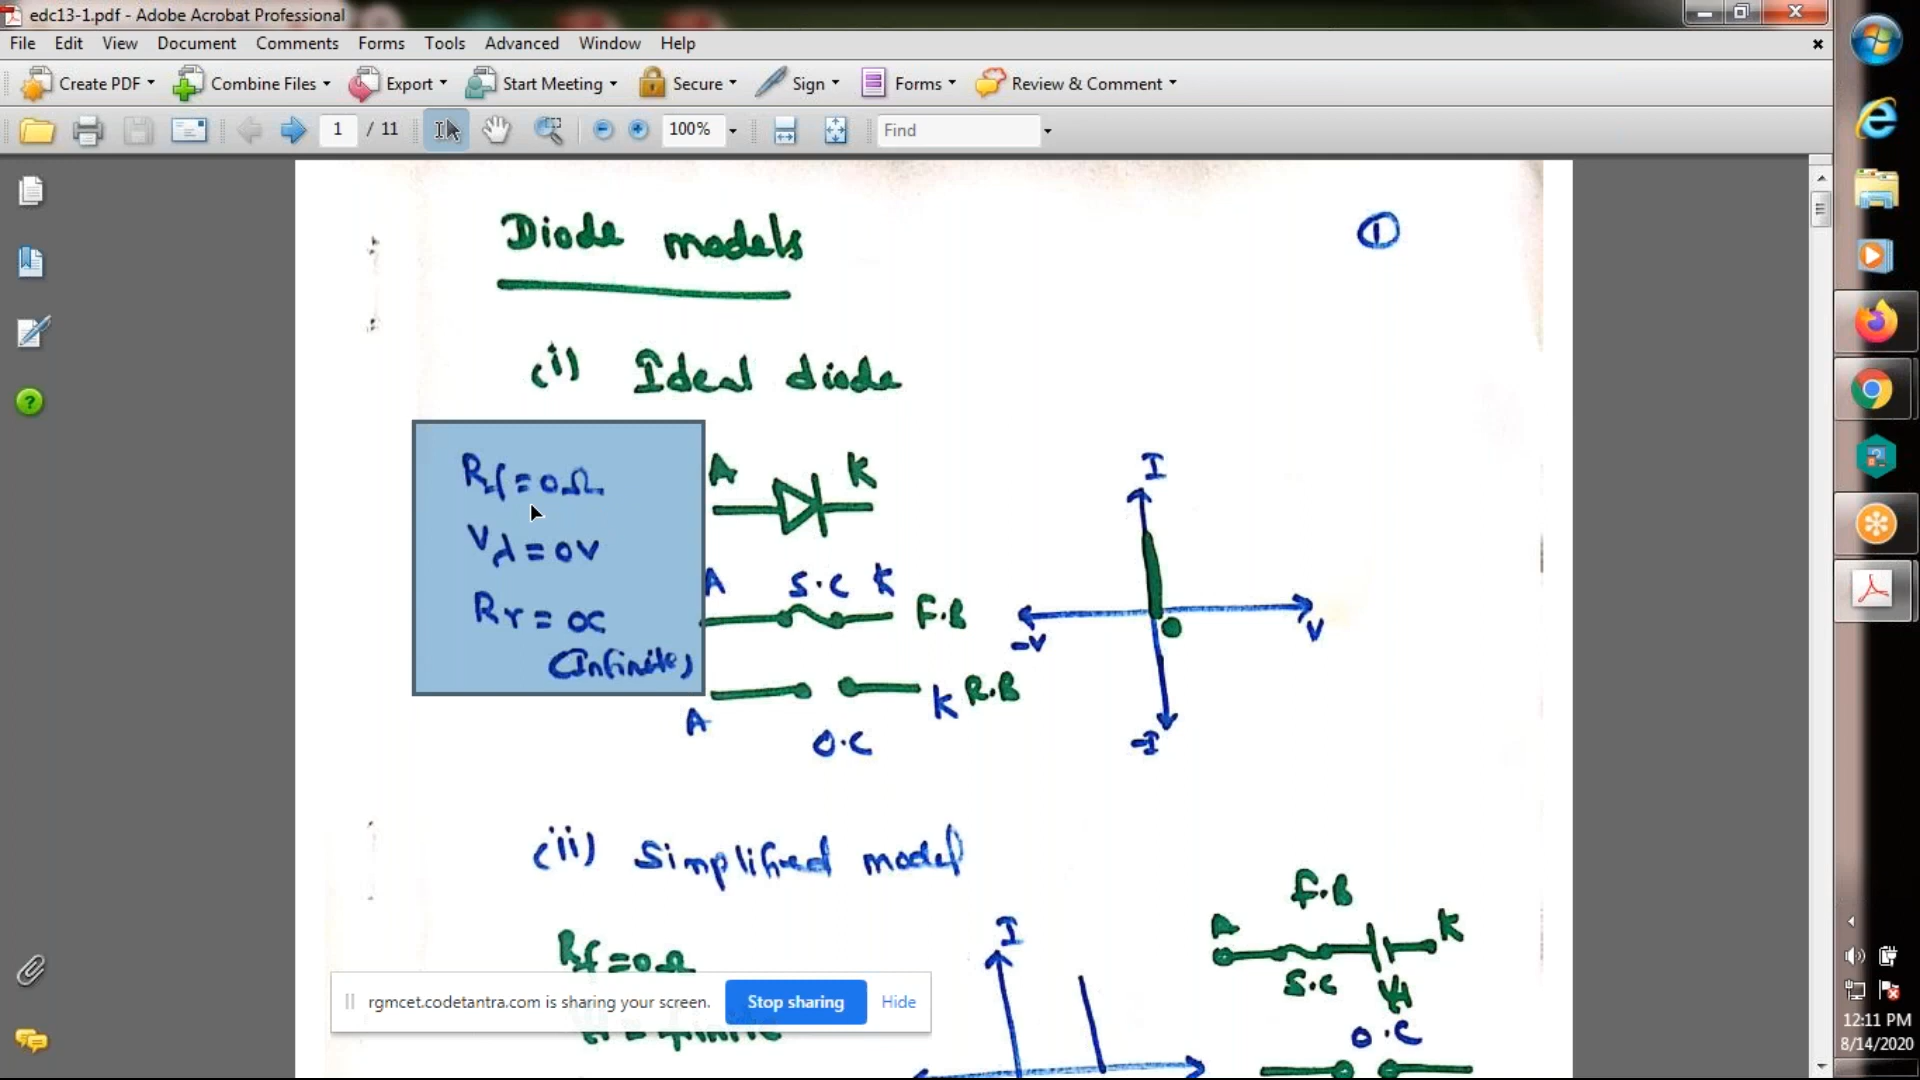 edc13-1.pdf - Adobe Acrobat Professional
File Edit View Document Comments Forms Tools Advanced Window Help
Create PDF Combine Files Export Start Meeting Secure Sign Forms Review & Comment
1 / 11 100% Find
Diode models
1
(i) Ideal diode
Rf = 0Ω
A K
I
Vλ = 0V
A S.C K
F.B
Rr = ∝
(Infinite)
-V
V
A
K R.B
O.C
-I
(ii) Simplified model
F.B
I
A K
Rf = 0Ω
S.C
rgmcet.codetantra.com is sharing your screen. Stop sharing Hide
O.C
12:11 PM
8/14/2020